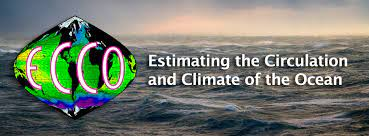 ECCO
Estimating the Circulation
and Climate of the Ocean